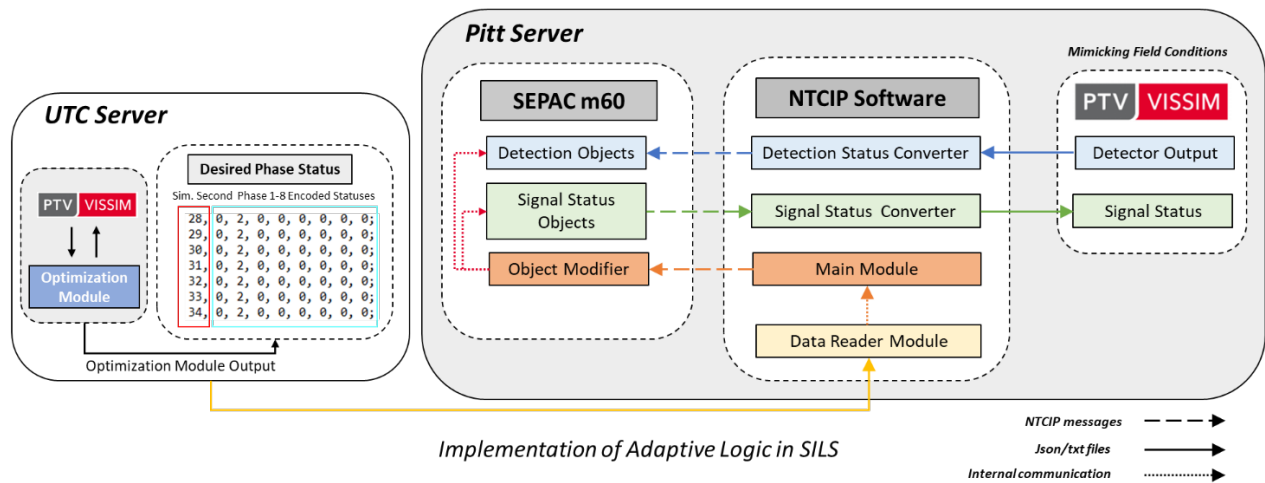 Pitt Server
Mimicking Field Conditions
SEPAC m60
NTCIP Software
PTV VISSIM
UTC Server
Detection Objects
Detection Status Converter
Detector Output
Desired Phase Status
Sim. Second Phase 1-8 Encoded Statuses
PTV VISSIM
Signal Status
Objects
Signal Status Converter
Signal Status
28, 0, 2, 0, 0, 0, 0, 0, 0;
29, 0, 2, 0, 0, 0, 0, 0, 0;
30, 0, 2, 0, 0, 0, 0, 0, 0;
31, 0, 2, 0, 0, 0, 0, 0, 0;
32, 0, 2, 0, 0, 0, 0, 0, 0;
33, 0, 2, 0, 0, 0, 0, 0, 0;
34, 0, 2, 0, 0, 0, 0, 0, 0;
Optimization
Module
Object Modifier
Main Module
Data Reader Module
Optimization Module Output
NTCIP messages
Implementation of Adaptive Logic in SILS
Json/txt files
Internal communication